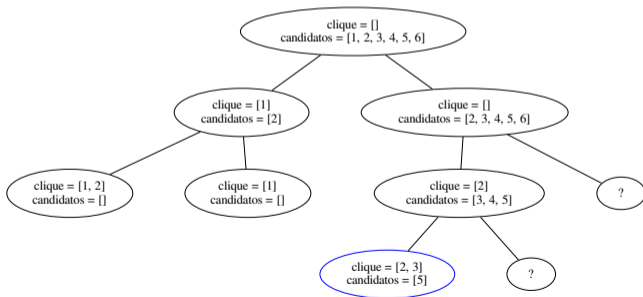 clique = []
candidatos = [1, 2, 3, 4, 5, 6]
clique = [1]
candidatos = [2]
clique = []
candidatos = [2, 3, 4, 5, 6]
clique = [1, 2]
candidatos = []
clique = [1]
candidatos = []
clique = [2]
candidatos = [3, 4, 5]
?
clique = [2, 3]
candidatos = [5]
?